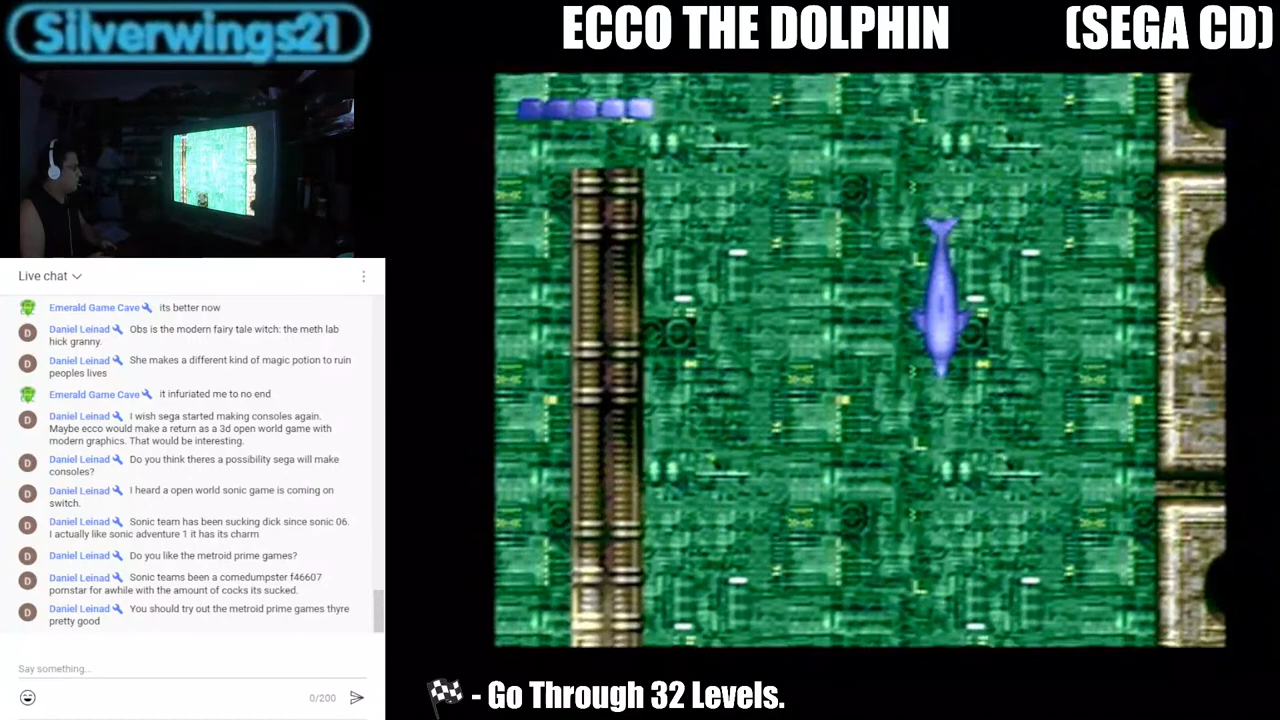 Silverwings21
ECCO THE DOLPHIN (SEGA CD)
Live chat
Emerald Game Cave its better now
Daniel Leinad Obs is the modern fairy tale witch: the meth lab
hick granny.
Daniel Leinad She makes a different kind of magic potion to ruin
peoples lives
Emerald Game Cave it infuriated me to no end
Daniel Leinad I wish sega started making consoles again.
Maybe ecco would make a return as a 3d open world game with
modern graphics. That would be interesting.
Daniel Leinad Do you think theres a possibility sega will make
consoles?
Daniel Leinad I heard a open world sonic game is coming on
switch.
Daniel Leinad Sonic team has been sucking dick since sonic 06.
I actually like sonic adventure 1 it has its charm
Daniel Leinad Do you like the metroid prime games?
Daniel Leinad Sonic teams been a comedumpster f46607
pornstar for awhile with the amount of cocks its sucked.
Daniel Leinad You should try out the metroid prime games thyre
pretty good
Say something...
0/200
- Go Through 32 Levels.